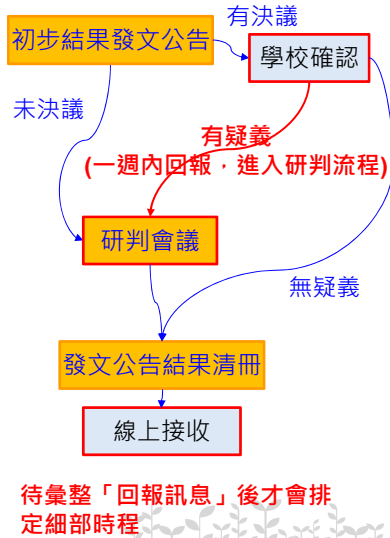 有決議
初步結果發文公告
學校確認
未決議
有疑義
(一週內回報，進入研判流程)
研判會議
無疑義
發文公告結果清冊
線上接收
待彙整「回報訊息」後才會排
定細部時程